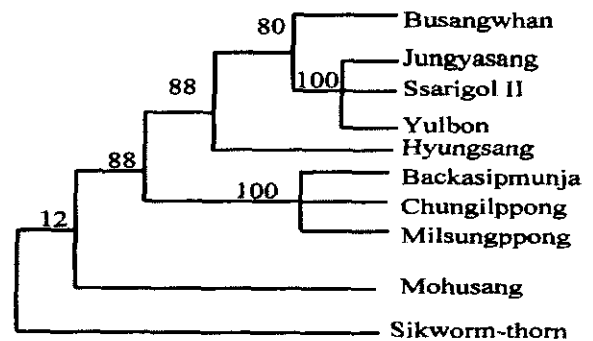 80 Busangwhan
Jungyasang
100 Ssarigol II
88
Yulbon
Hyungsang
88
Backasipmunja
100
Chungilppong
12
Milsungppong
Mohusang
Sikworm-thorn